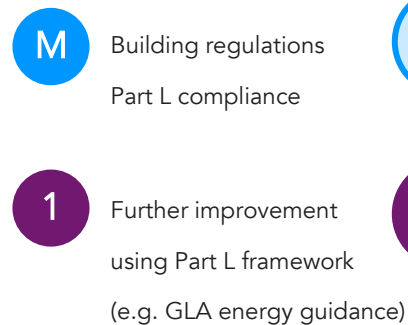 M
Building regulations
Part L compliance
1
Further improvement
using Part L framework
(e.g. GLA energy guidance)